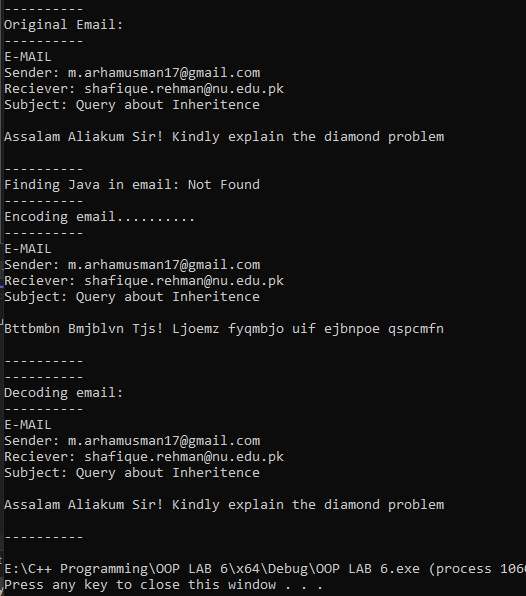 ----------
Original Email:
----------
E-MAIL
Sender: m.arhamusman17@gmail.com
Reciever: shafique.rehman@nu.edu.pk
Subject: Query about Inheritence
Assalam Aliakum Sir! Kindly explain the diamond problem
----------
Finding Java in email: Not Found
----------
Encoding email..........
----------
E-MAIL
Sender: m.arhamusman17@gmail.com
Reciever: shafique.rehman@nu.edu.pk
Subject: Query about Inheritence
Bttbmbn Bmjblvn Tjs! Ljoemz fyqmbjo uif ejbnpoe qspcmfn
----------
----------
Decoding email:
----------
E-MAIL
Sender: m.arhamusman17@gmail.com
Reciever: shafique.rehman@nu.edu.pk
Subject: Query about Inheritence
Assalam Aliakum Sir! Kindly explain the diamond problem
----------
E:\C++ Programming\OOP LAB 6\x64\Debug\OOP LAB 6.exe (process 106
Press any key to close this window . . .